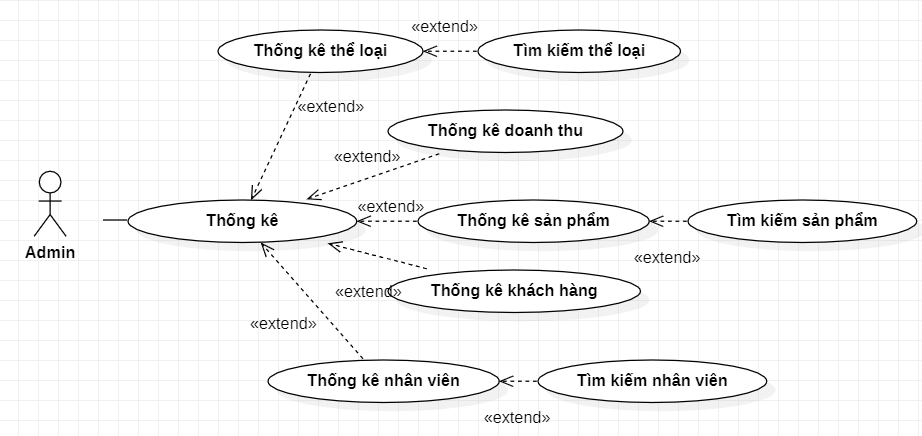 «extend»
Thống kê thể loại
Tìm kiếm thể loại
«extend»
Thống kê doanh thu
«extend»
«extend»
Thống kê
Thống kê sản phẩm
Tìm kiếm sản phẩm
Admin
«extend»
«extend»
Thống kê khách hàng
«extend»
Thống kê nhân viên
Tìm kiếm nhân viên
«extend»